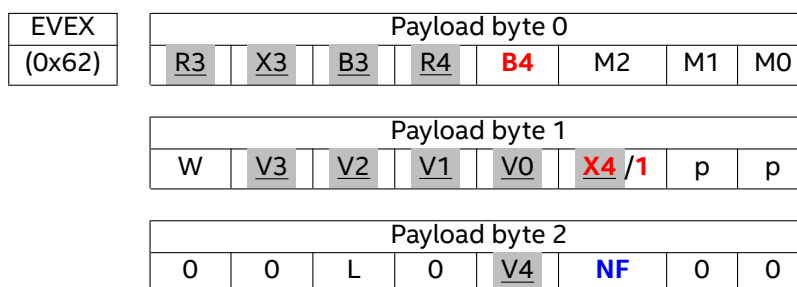 EVEX Payload byte 0
(0x62) R3 X3 B3 R4 B4 M2 M1 M0
Payload byte 1
W V3 V2 V1 V0 X4/1 p p
Payload byte 2
0 0 L 0 V4 NF 0 0